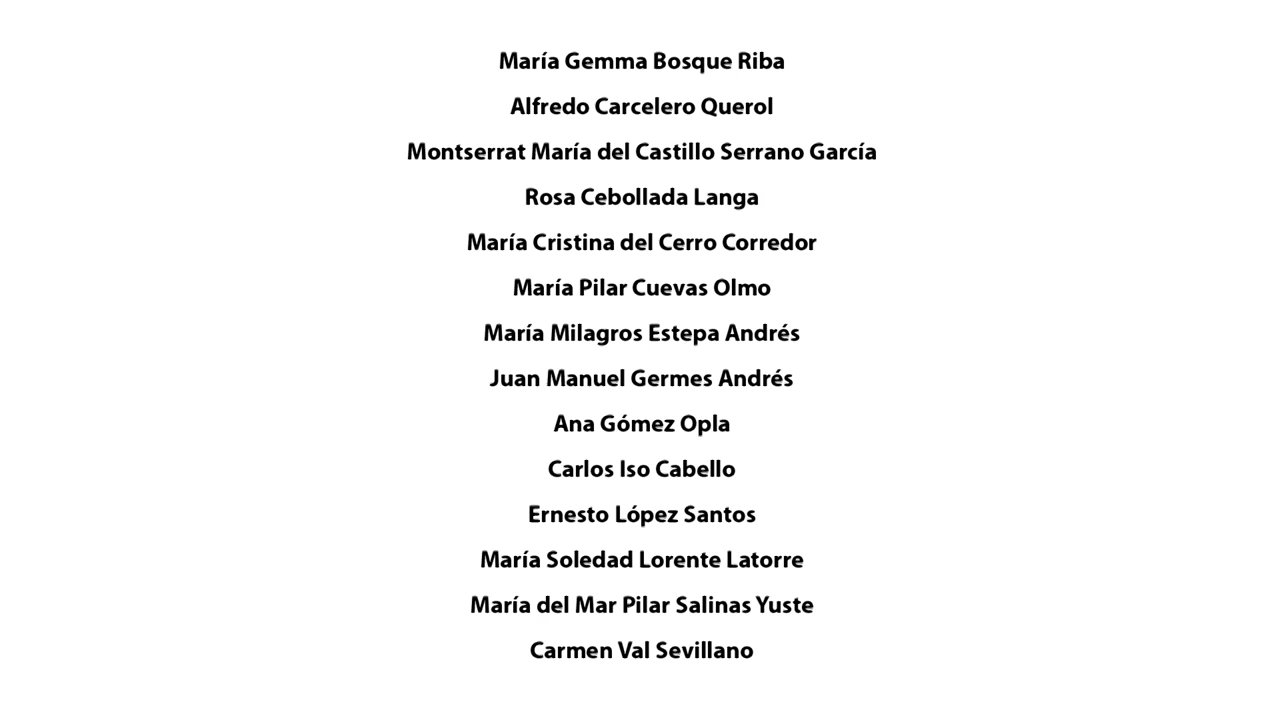 María Gemma Bosque Riba
Alfredo Carcelero Querol
Montserrat María del Castillo Serrano García
Rosa Cebollada Langa
María Cristina del Cerro Corredor
María Pilar Cuevas Olmo
María Milagros Estepa Andrés
Juan Manuel Germes Andrés
Ana Gómez Opla
Carlos Iso Cabello
Ernesto López Santos
María Soledad Lorente Latorre
María del Mar Pilar Salinas Yuste
Carmen Val Sevillano